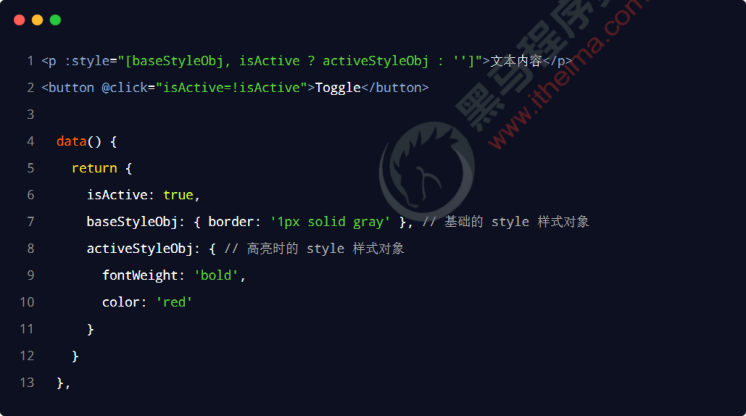 1 <p :style="[baseStyleObj, isActive ? activeStyleObj : '']">文本内容</p>
2 <button @click="isActive=!isActive">Toggle</button>
3
4 data() {
5 return {
6 isActive: true,
7 baseStyleObj: { border: '1px solid gray' }, // 基础的 style 样式对象
8 activeStyleObj: { // 高亮时的 style 样式对象
9 fontWeight: 'bold',
10 color: 'red'
11 }
12 }
13 },
黑马程序
www.itheima.com